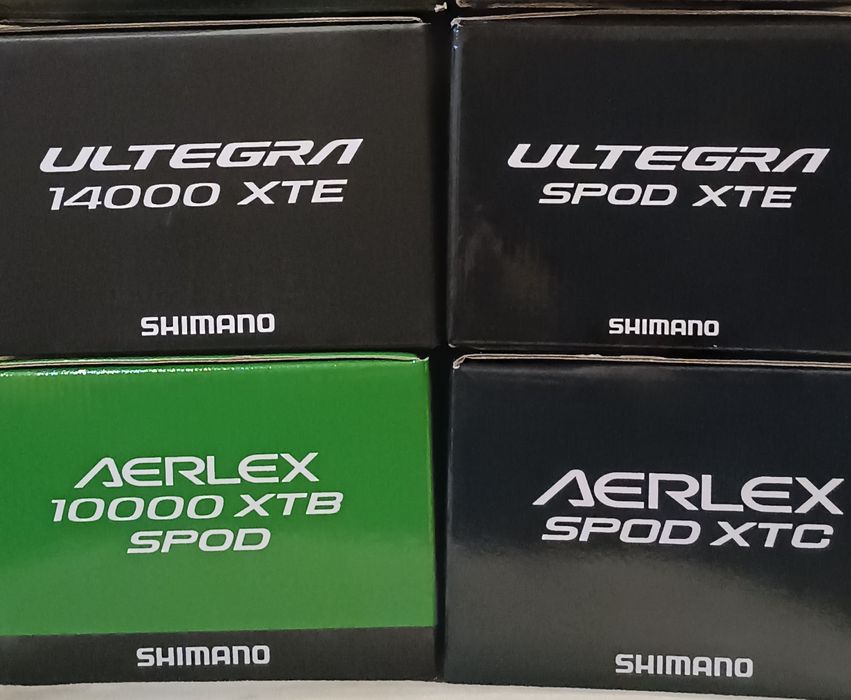 ULTEGRA
14000 XTE
SHIMANO
ULTEGRA
SPOD XTE
SHIMANO
AERLEX
10000 XTB
SPOD
SHIMANO
AERLEX
SPOD XTC
SHIMANO